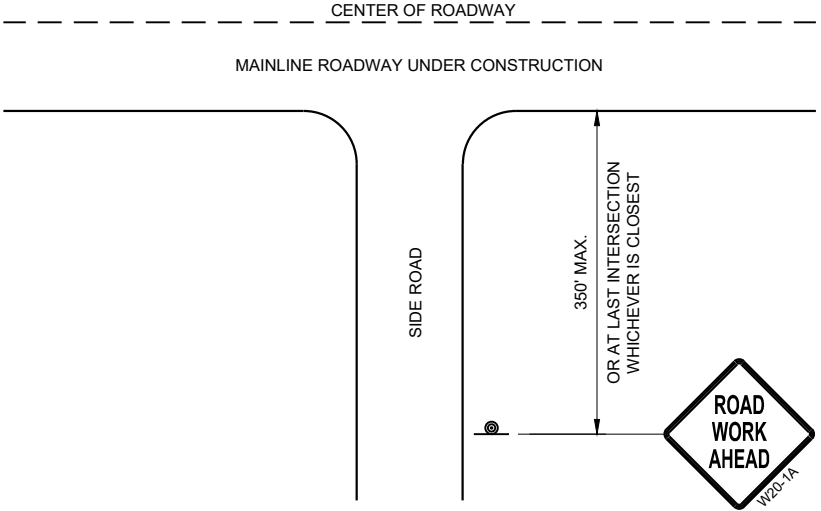 CENTER OF ROADWAY
MAINLINE ROADWAY UNDER CONSTRUCTION
SIDE ROAD
350' MAX.
OR AT LAST INTERSECTION
WHICHEVER IS CLOSEST
ROAD
WORK
AHEAD
W20-1A